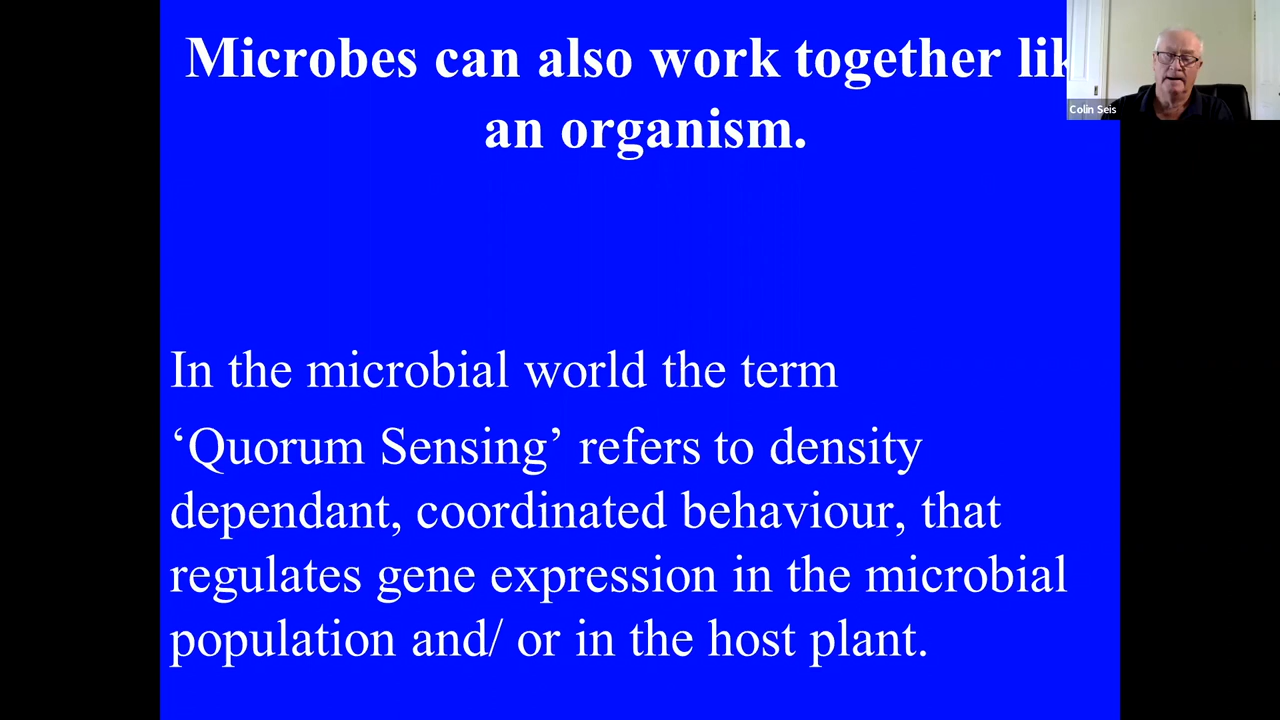 Microbes can also work together lik
an organism.
Colin Seis
In the microbial world the term
‘Quorum Sensing’ refers to density
dependant, coordinated behaviour, that
regulates gene expression in the microbial
population and/ or in the host plant.